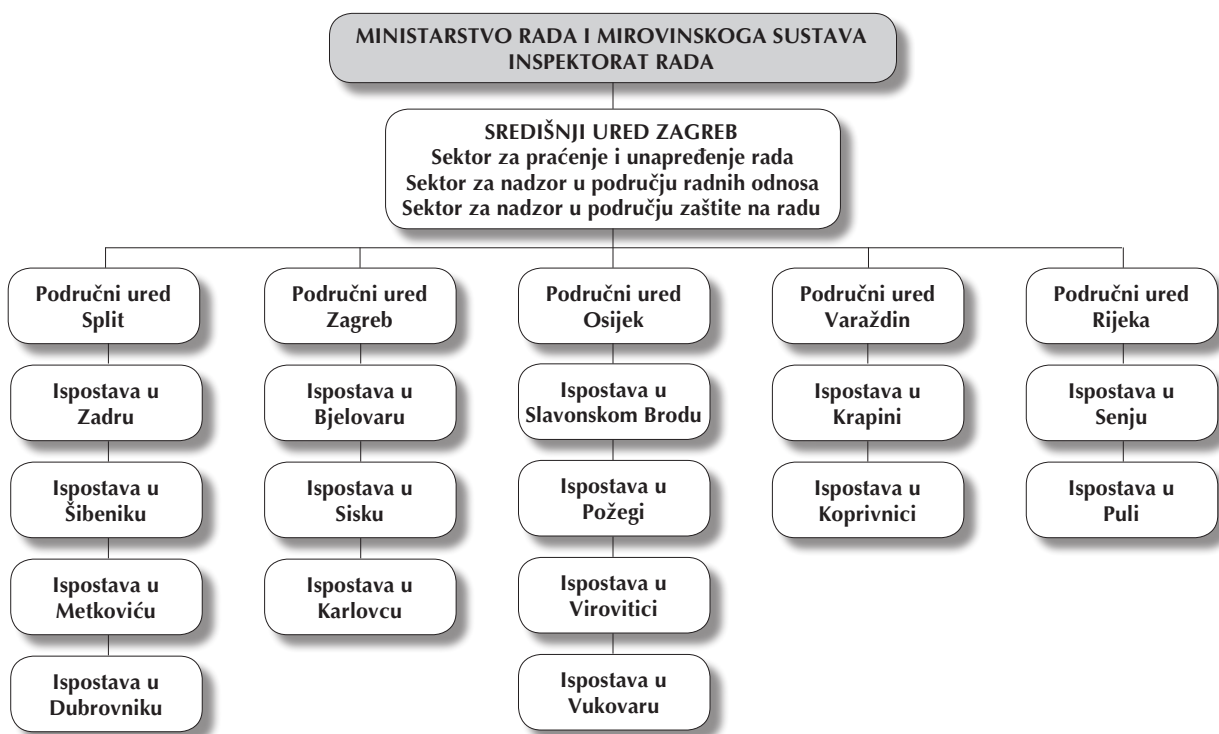 MINISTARSTVO RADA I MIROVINSKOGA SUSTAVA
INSPEKTORAT RADA
SREDIŠNJI URED ZAGREB
Sektor za praćenje i unapređenje rada
Sektor za nadzor u području radnih odnosa
Sektor za nadzor u području zaštite na radu
Područni ured
Split
Ispostava u
Zadru
Ispostava u
Šibeniku
Ispostava u
Metkoviću
Ispostava u
Dubrovniku
Područni ured
Zagreb
Ispostava u
Bjelovaru
Ispostava u
Sisku
Ispostava u
Karlovcu
Područni ured
Osijek
Ispostava u
Slavonskom Brodu
Ispostava u
Požegi
Ispostava u
Virovitici
Ispostava u
Vukovaru
Područni ured
Varaždin
Ispostava u
Krapini
Ispostava u
Koprivnici
Područni ured
Rijeka
Ispostava u
Senju
Ispostava u
Puli